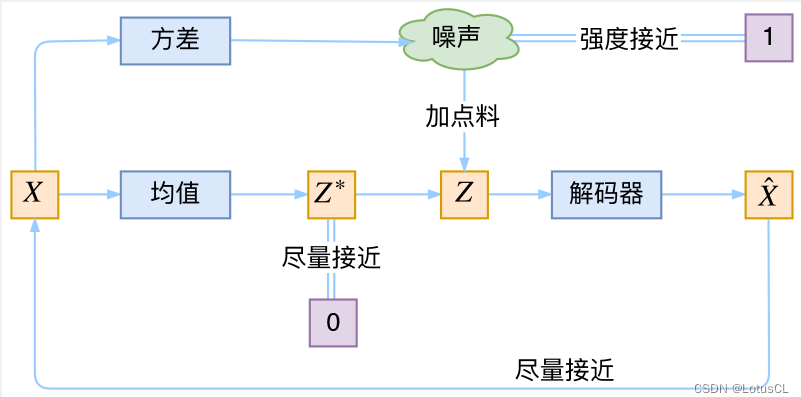 方差
噪声
强度接近
1
加点料
X
均值
Z*
Z
解码器
X̂
尽量接近
0
尽量接近
CSDN @LotusCL